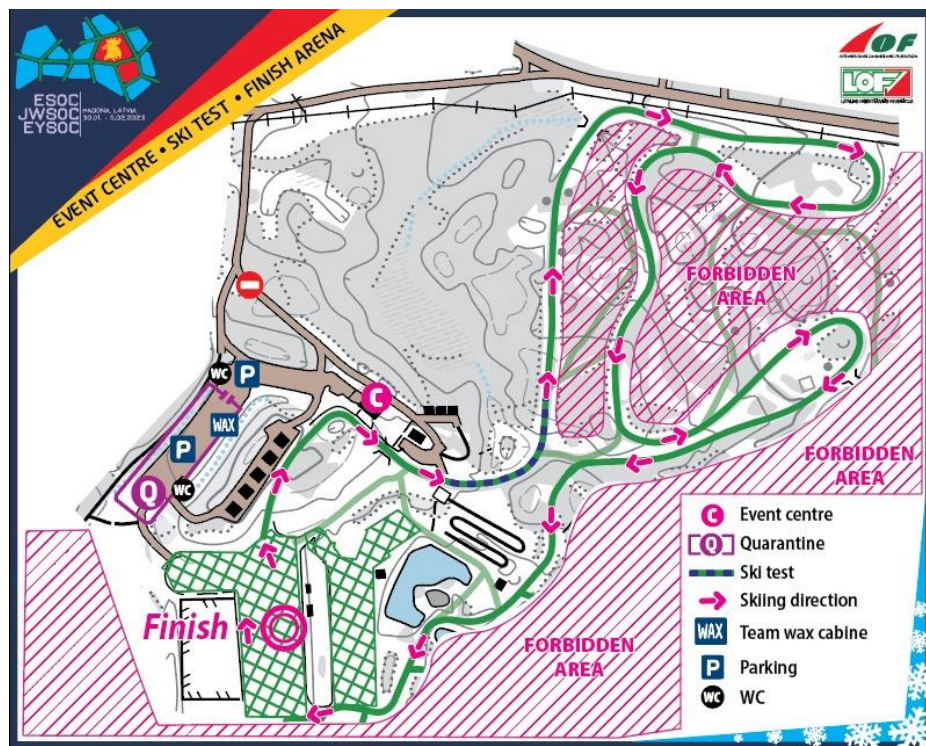 ESOC
JWSOC
EYSOC
MADONA, LATVIA
30.01. - 5.02.2023
EVENT CENTRE • SKI TEST • FINISH ARENA
IOF
LOF
FORBIDDEN
AREA
WC
P
C
WAX
P
WC
Q
FORBIDDEN
AREA
Finish
FORBIDDEN
AREA
C Event centre
Q Quarantine
Ski test
Skiing direction
WAX Team wax cabine
P Parking
WC WC